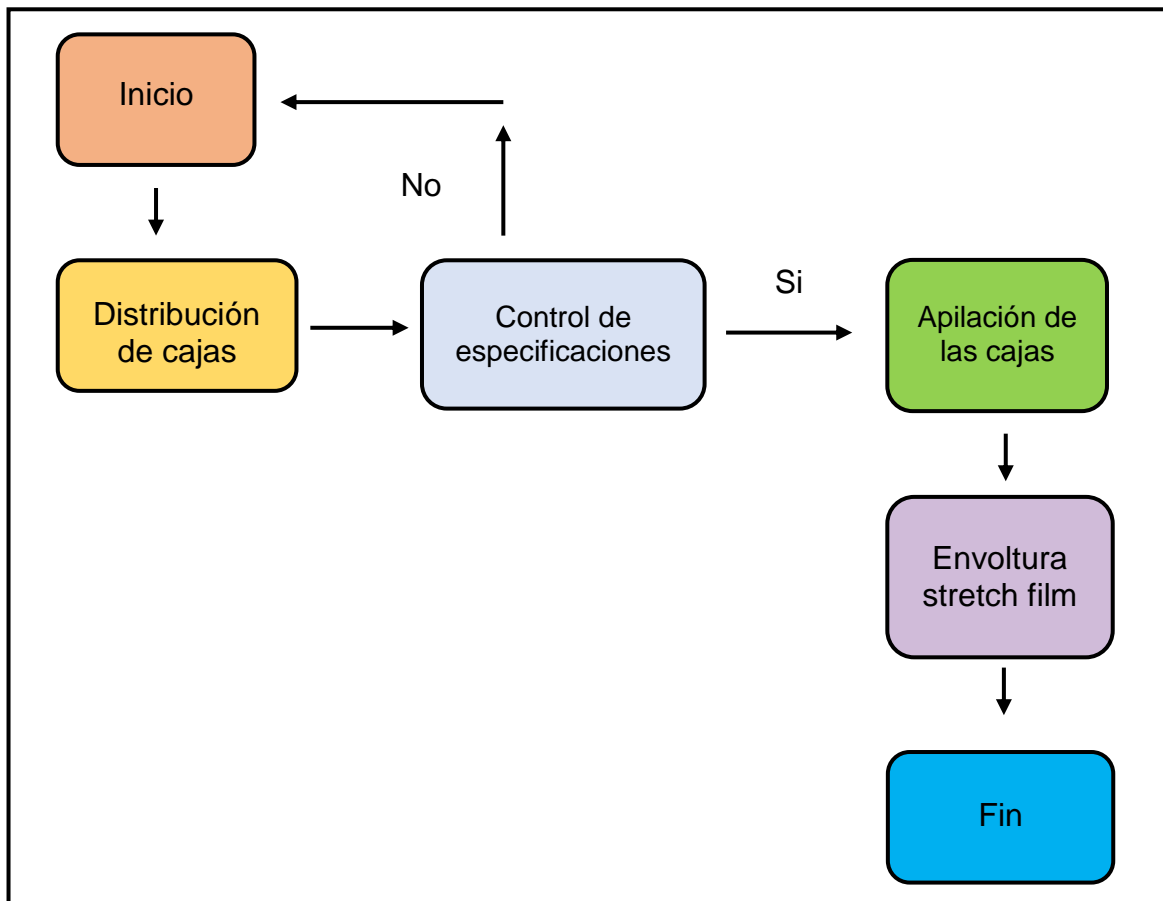 Inicio
No
Distribución
de cajas
Control de
especificaciones
Si
Apilación de
las cajas
Envoltura
stretch film
Fin